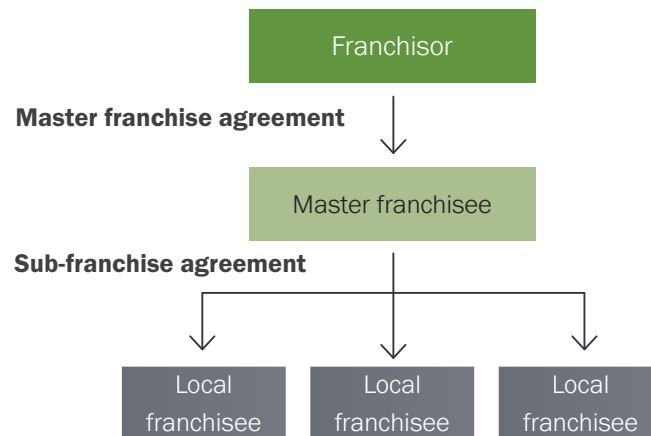 Franchisor
Master franchise agreement
Master franchisee
Sub-franchise agreement
Local
franchisee
Local
franchisee
Local
franchisee